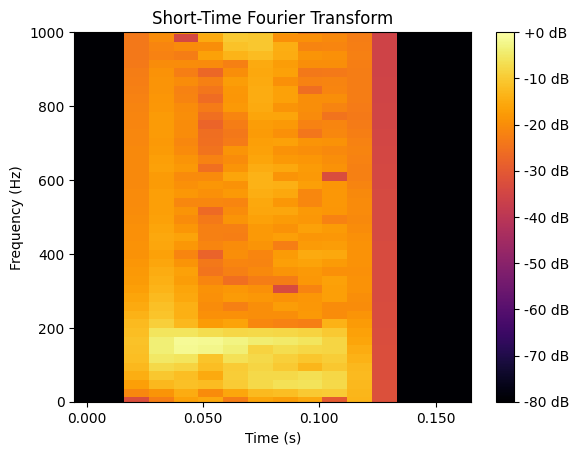 Short-Time Fourier Transform
1000
800
600
400
200
0
Frequency (Hz)
0.000
0.050
0.100
0.150
Time (s)
+0 dB
-10 dB
-20 dB
-30 dB
-40 dB
-50 dB
-60 dB
-70 dB
-80 dB